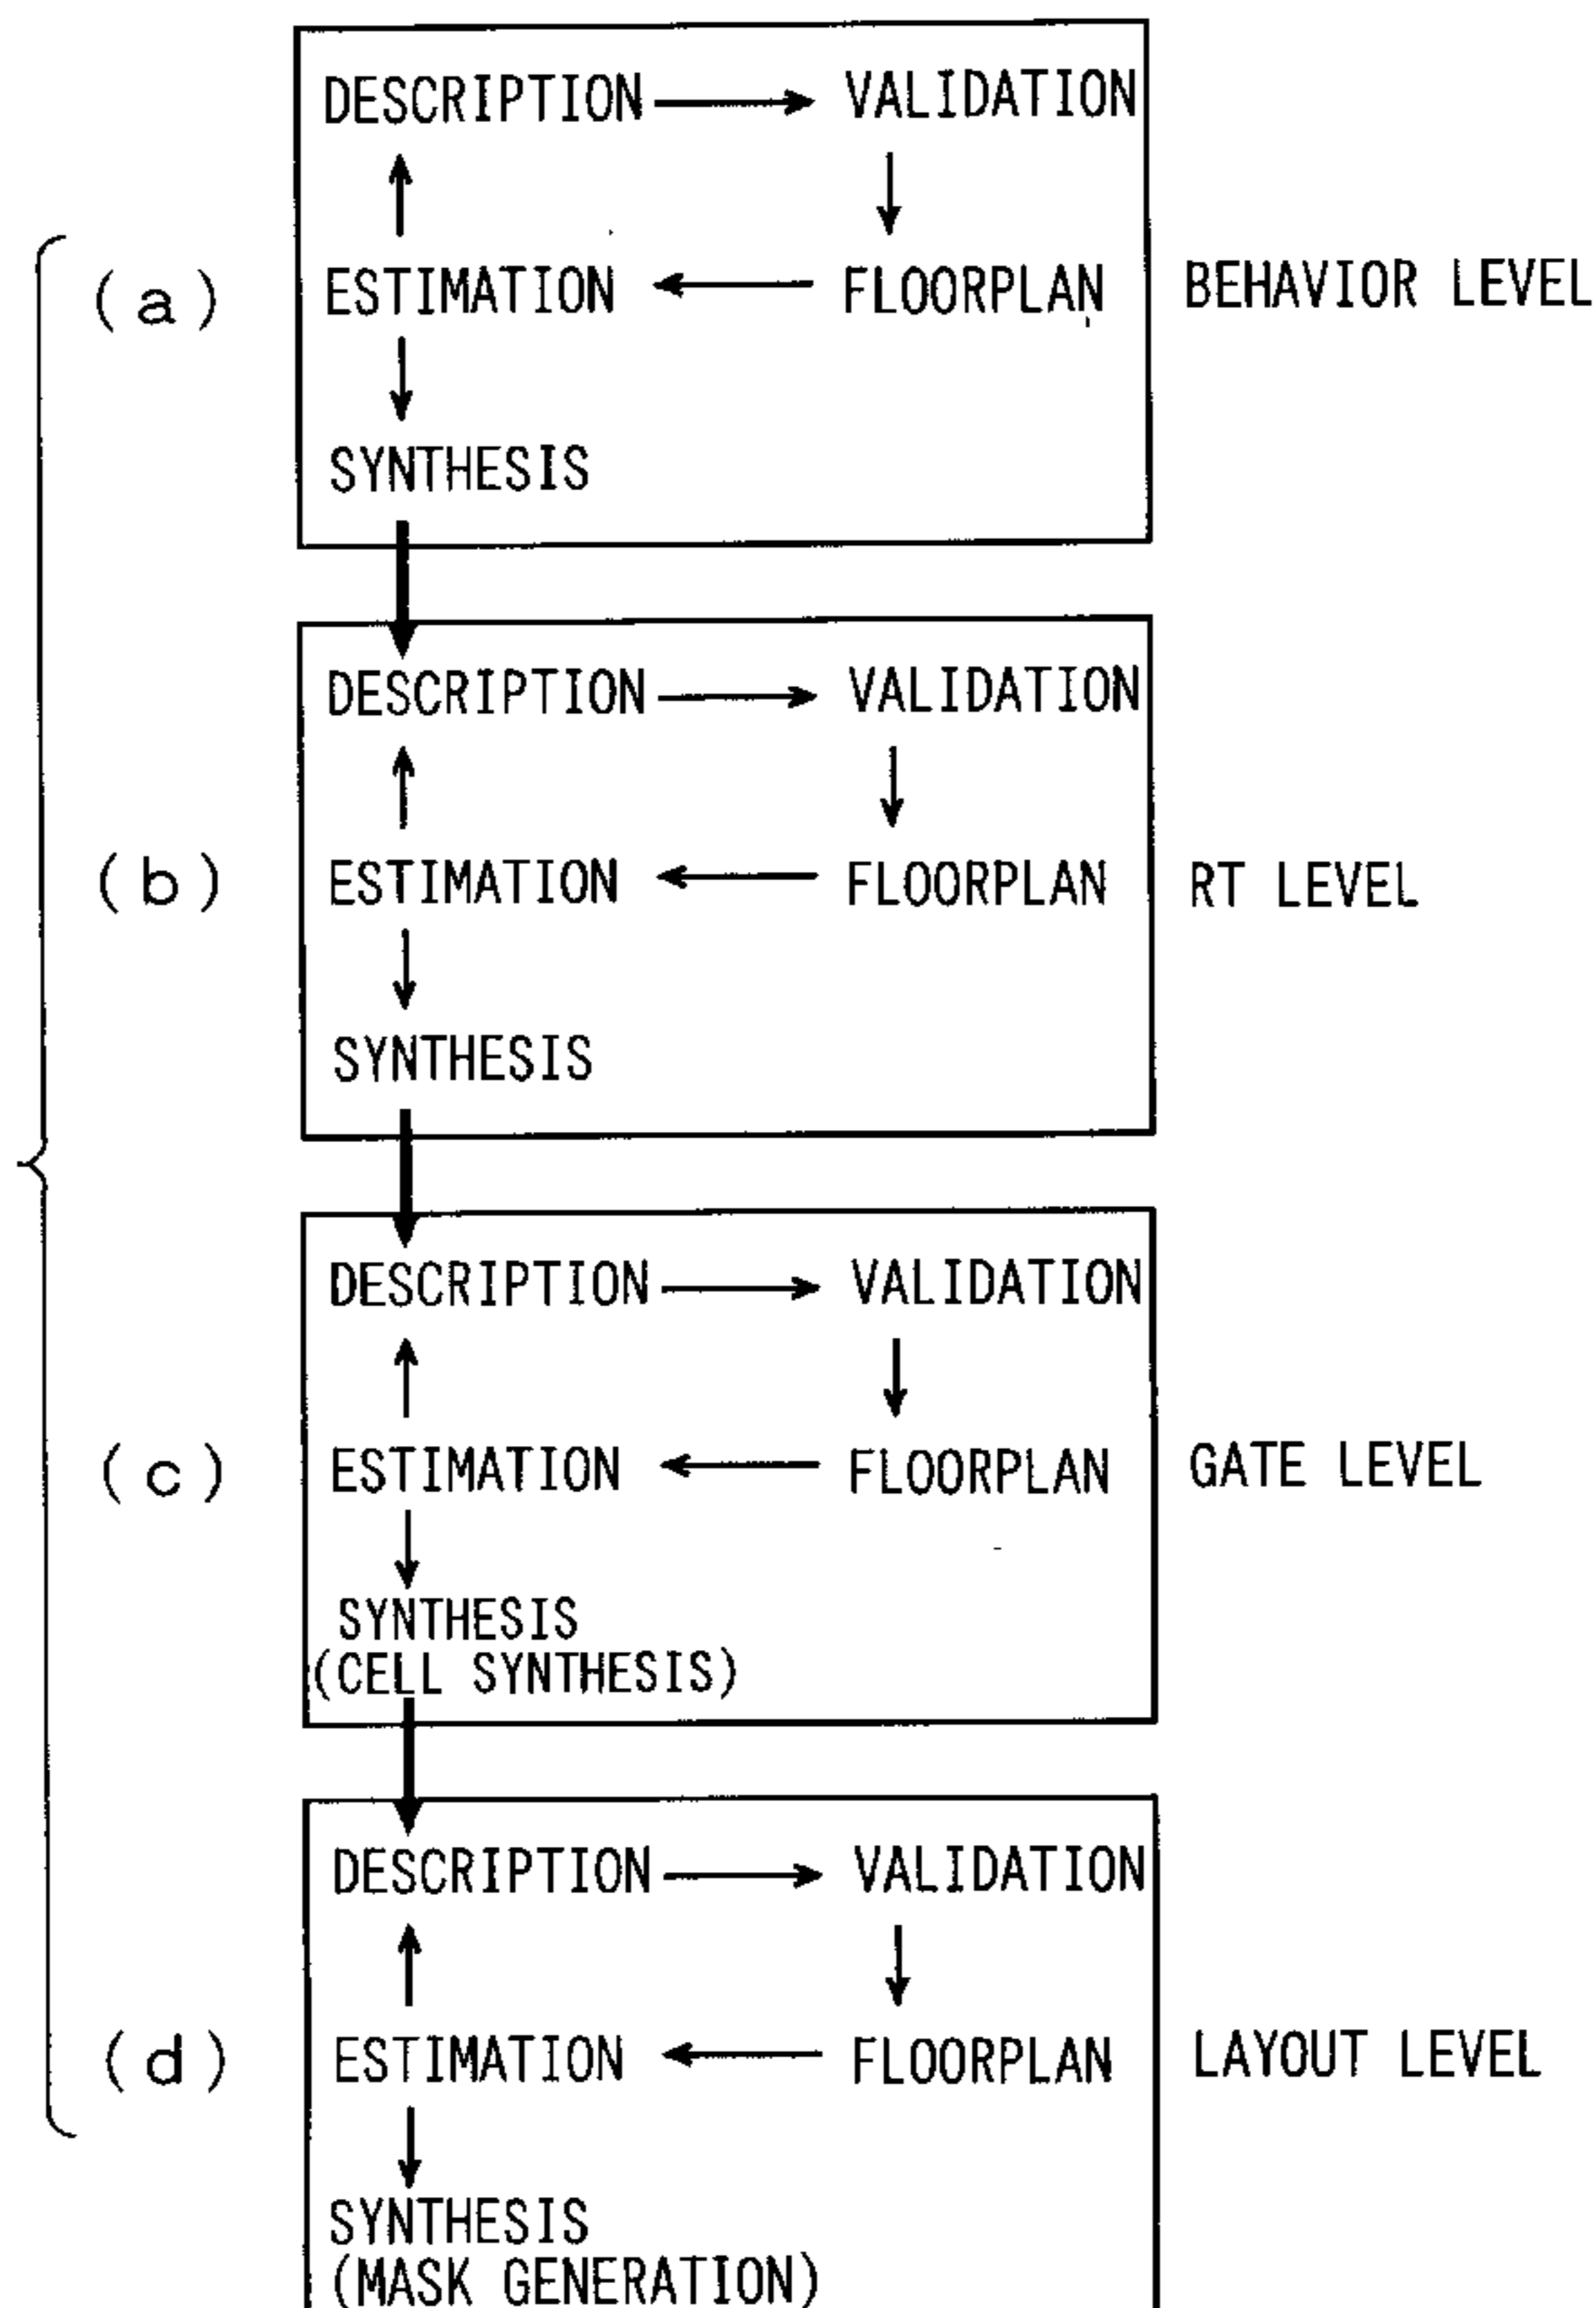 DESCRIPTION VALIDATION
(a) ESTIMATION FLOORPLAN BEHAVIOR LEVEL
SYNTHESIS
DESCRIPTION VALIDATION
(b) ESTIMATION FLOORPLAN RT LEVEL
SYNTHESIS
DESCRIPTION VALIDATION
(c) ESTIMATION FLOORPLAN GATE LEVEL
SYNTHESIS
(CELL SYNTHESIS)
DESCRIPTION VALIDATION
(d) ESTIMATION FLOORPLAN LAYOUT LEVEL
SYNTHESIS
(MASK GENERATION)